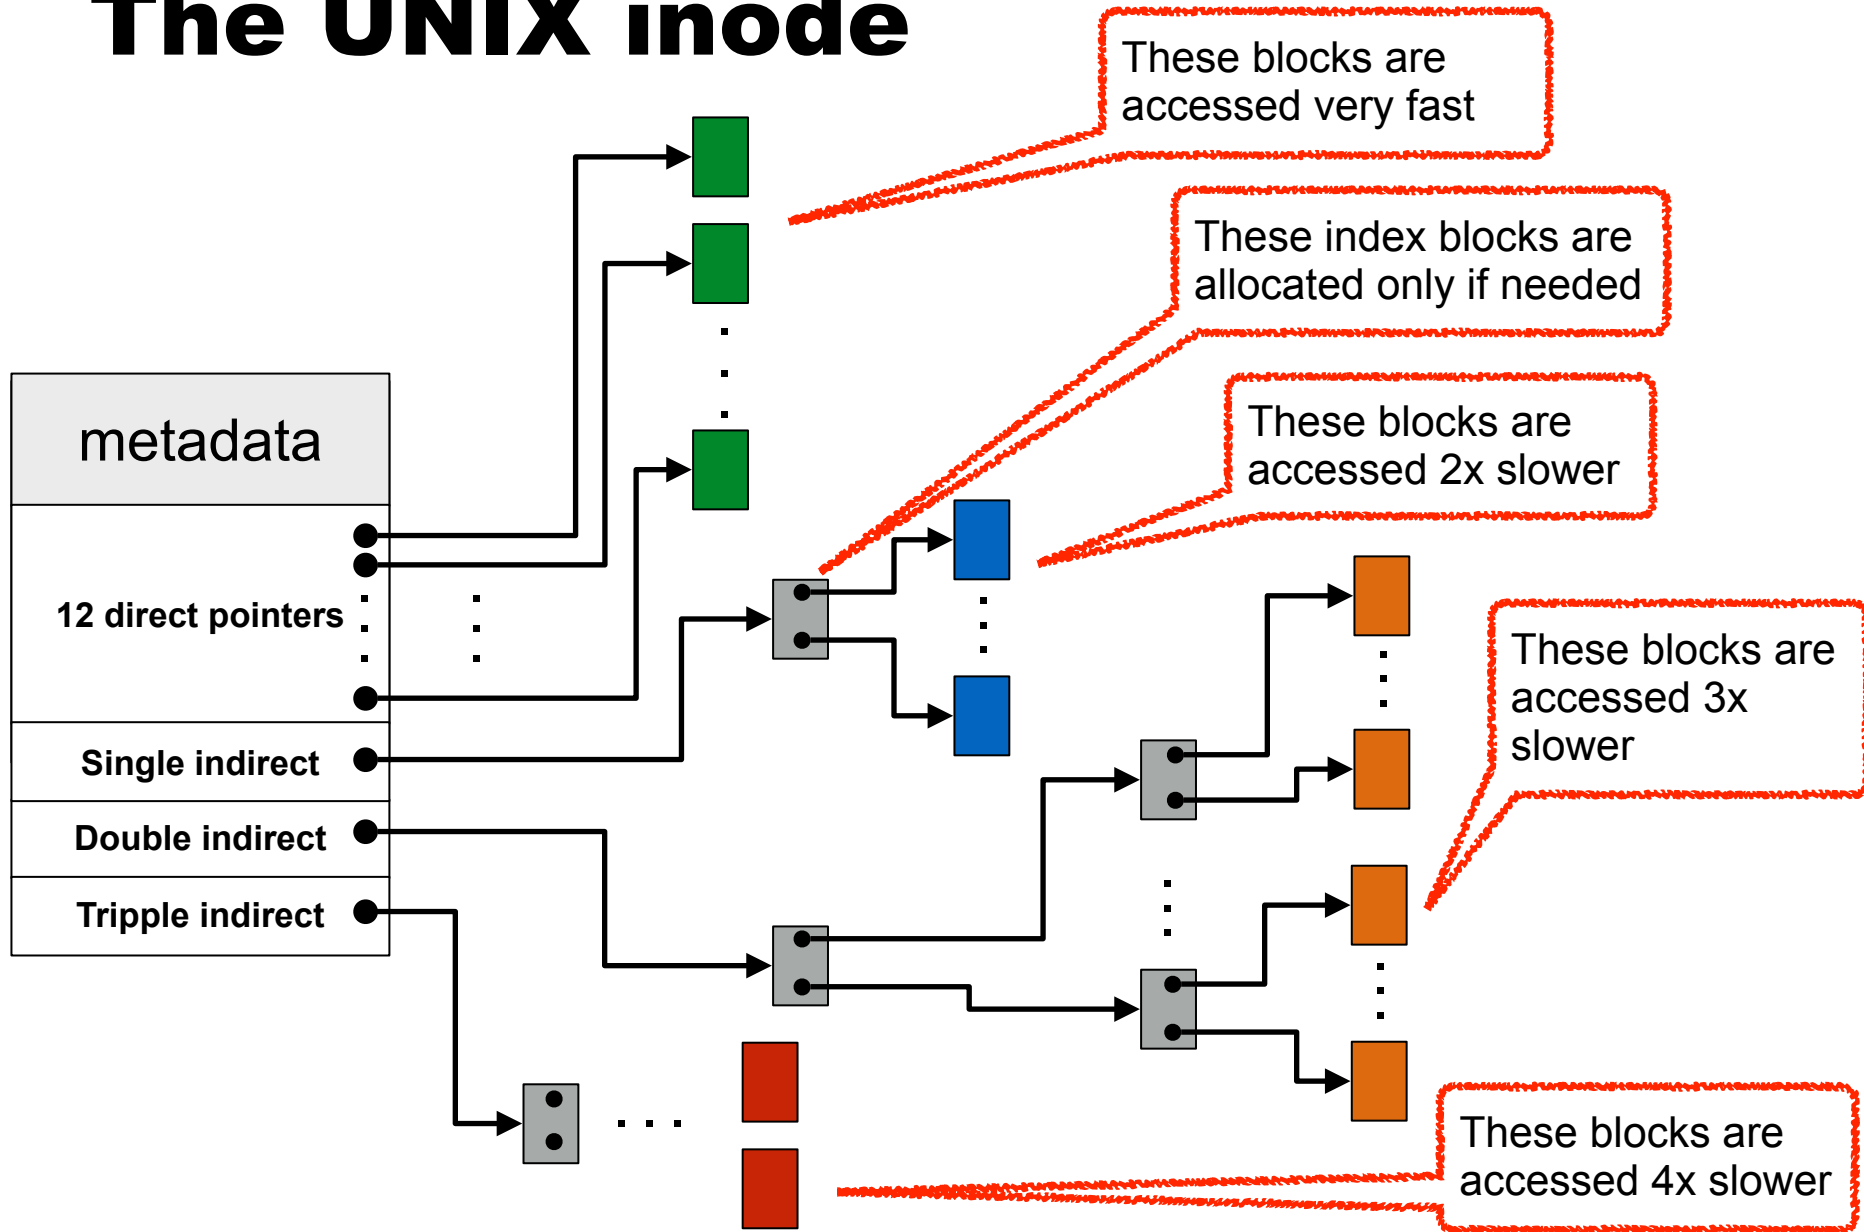 The UNIX inode
These blocks are
accessed very fast
These index blocks are
allocated only if needed
These blocks are
accessed 2x slower
metadata
12 direct pointers
Single indirect
Double indirect
Tripple indirect
These blocks are
accessed 3x
slower
These blocks are
accessed 4x slower